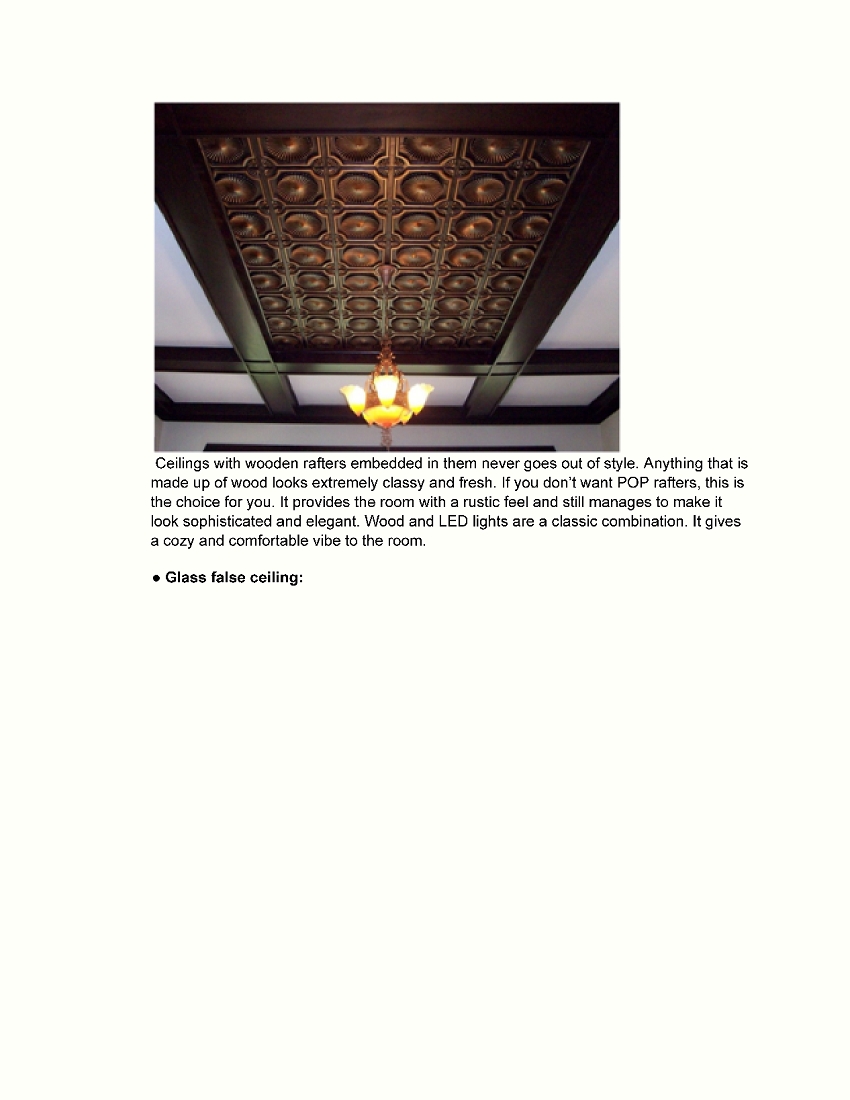 Ceilings with wooden rafters embedded in them never goes out of style. Anything that is
made up of wood looks extremely classy and fresh. If you don’t want POP rafters, this is
the choice for you. It provides the room with a rustic feel and still manages to make it
look sophisticated and elegant. Wood and LED lights are a classic combination. It gives
a cozy and comfortable vibe to the room.
● Glass false ceiling: